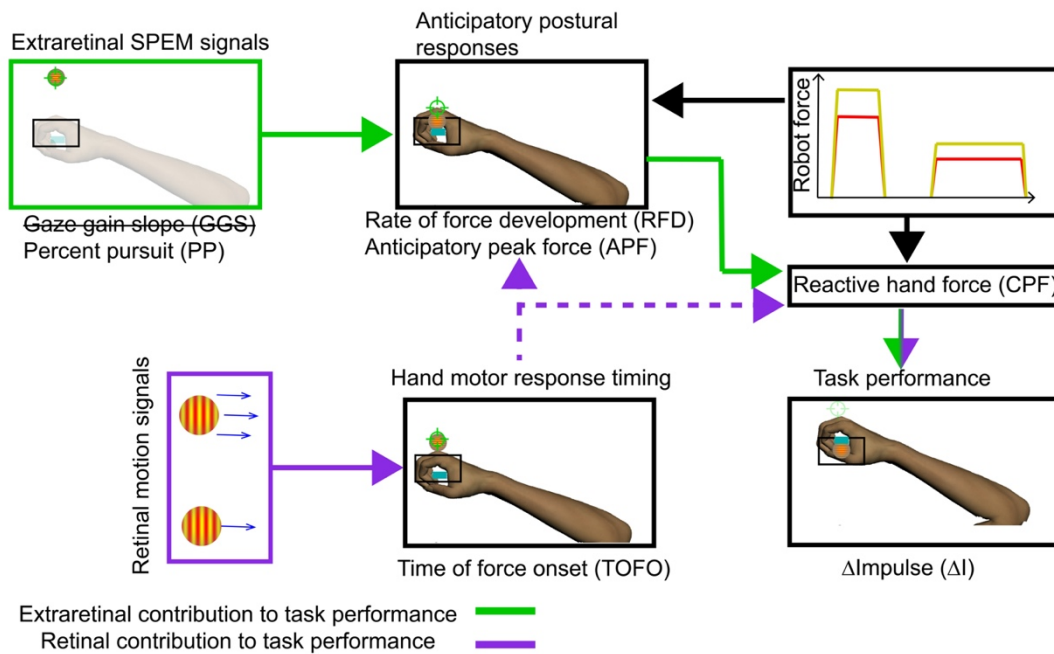 Extraretinal SPEM signals
Gaze gain slope (GGS)
Percent pursuit (PP)
Anticipatory postural
responses
Rate of force development (RFD)
Anticipatory peak force (APF)
Robot force
Reactive hand force (CPF)
Retinal motion signals
Hand motor response timing
Time of force onset (TOFO)
Task performance
∆Impulse (∆I)
Extraretinal contribution to task performance
Retinal contribution to task performance